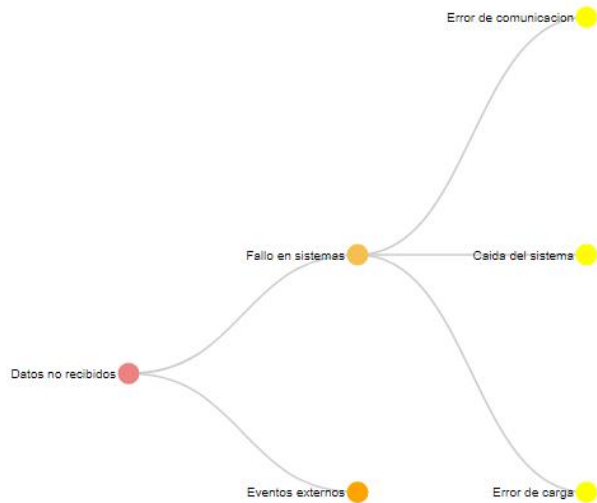 Error de comunicacion
Fallo en sistemas
Caida del sistema
Datos no recibidos
Eventos externos
Error de carga